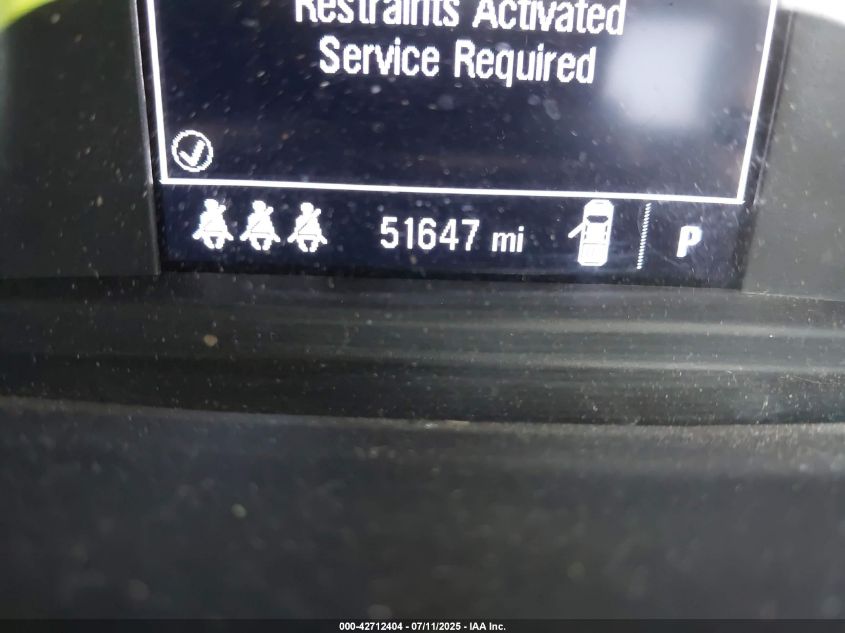 Restraints Activated
Service Required
51647 mi
P
000-42712404 - 07/11/2025 - IAA Inc.